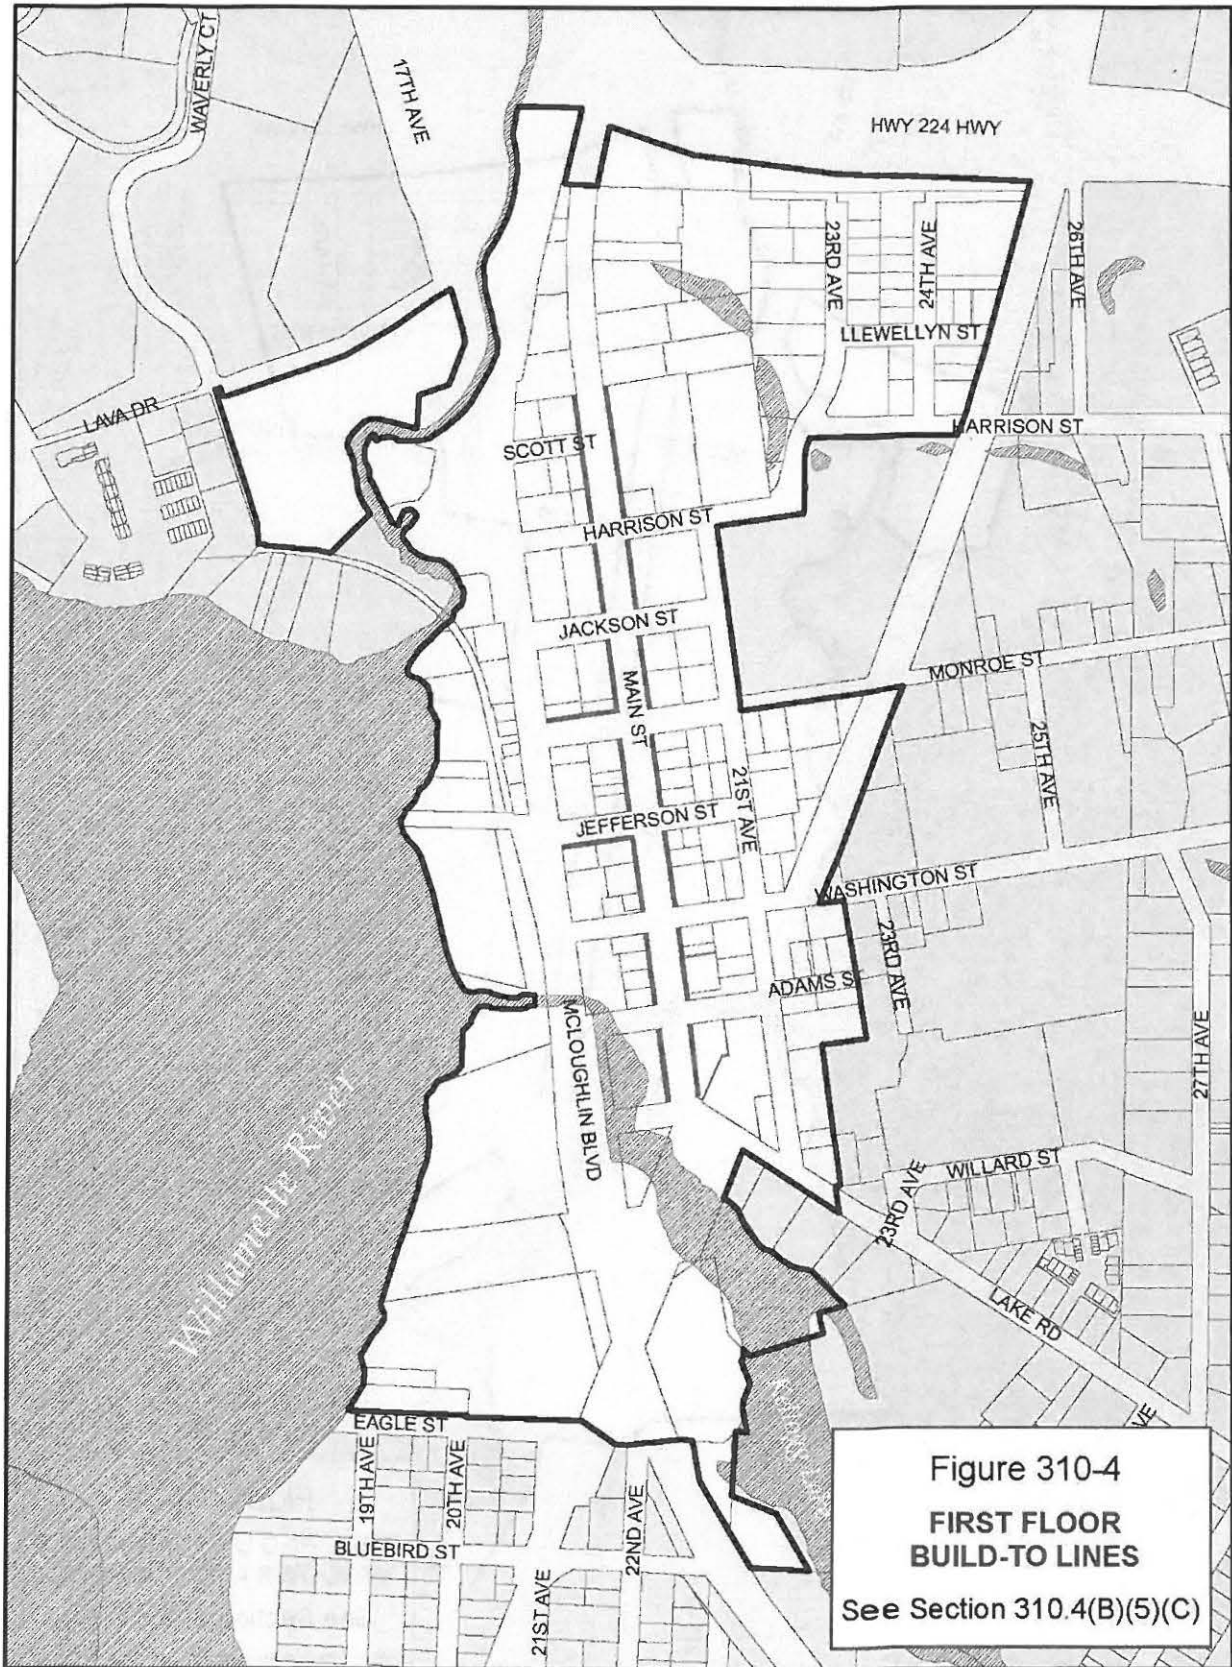 WAVERLY CT
17TH AVE
HWY 224 HWY
23RD AVE
24TH AVE
26TH AVE
LLEWELLYN ST
LAVA DR
SCOTT ST
HARRISON ST
HARRISON ST
JACKSON ST
MAIN ST
MONROE ST
25TH AVE
21ST AVE
JEFFERSON ST
WASHINGTON ST
23RD AVE
ADAMS S
MCLOUGHLIN BLVD
27TH AVE
Willamette River
WILLARD ST
23RD AVE
LAKE RD
VE
EAGLE ST
19TH AVE
20TH AVE
22ND AVE
BLUEBIRD ST
21ST AVE
Figure 310-4
FIRST FLOOR
BUILD-TO LINES
See Section 310.4(B)(5)(C)